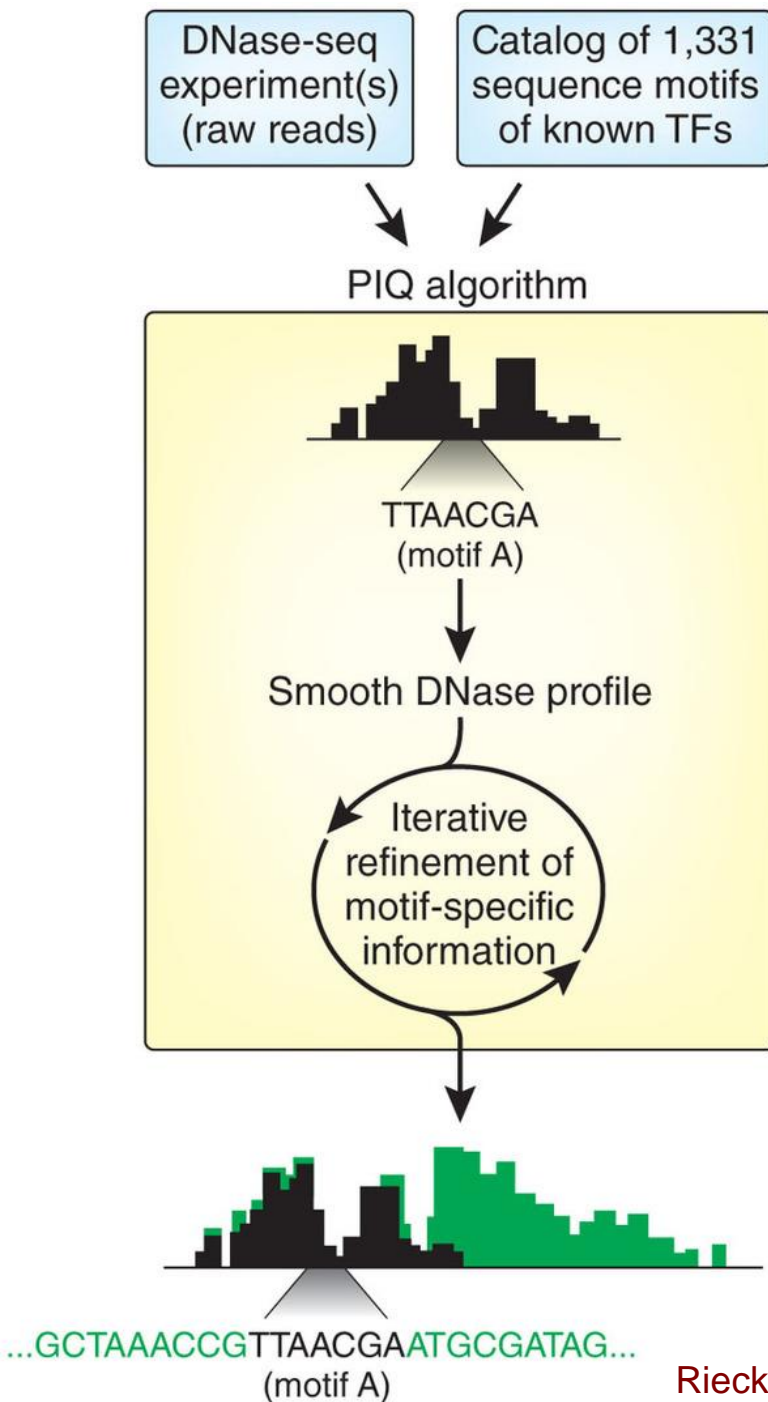 DNase-seq
experiment(s)
(raw reads)
Catalog of 1,331
sequence motifs
of known TFs
PIQ algorithm
TTAACGA
(motif A)
Smooth DNase profile
Iterative
refinement of
motif-specific
information
...GCTAAACCGTTAACGAATGCGATAG...
(motif A)
Rieck